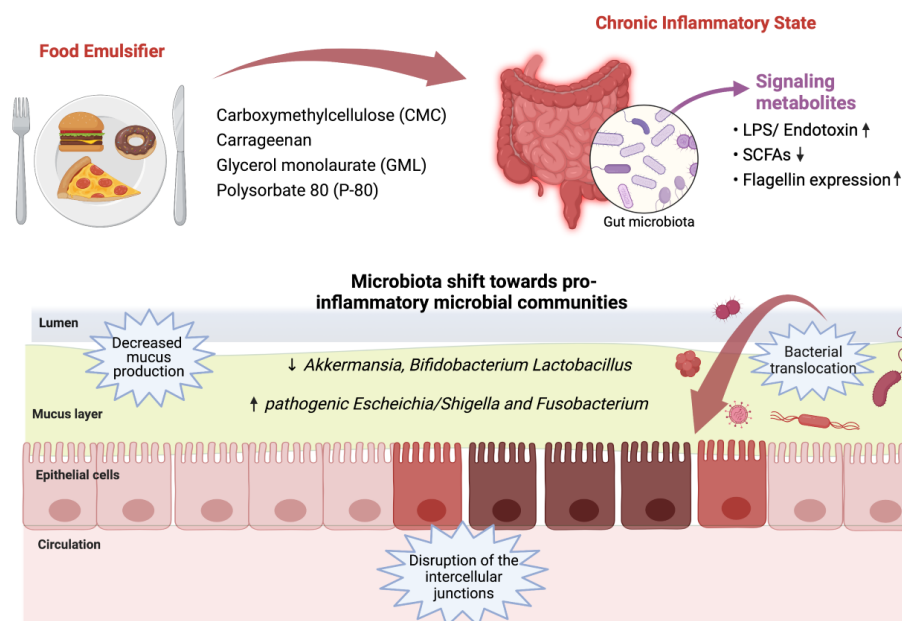 Food Emulsifier
Carboxymethylcellulose (CMC)
Carrageenan
Glycerol monolaurate (GML)
Polysorbate 80 (P-80)
Chronic Inflammatory State
Signaling
metabolites
• LPS/ Endotoxin ↑
• SCFAs ↓
• Flagellin expression ↑
Gut microbiota
Microbiota shift towards pro-
inflammatory microbial communities
Lumen
Decreased
mucus
production
↓ Akkermansia, Bifidobacterium Lactobacillus
Bacterial
translocation
↑ pathogenic Escheichia/Shigella and Fusobacterium
Mucus layer
Epithelial cells
Circulation
Disruption of the
intercellular
junctions